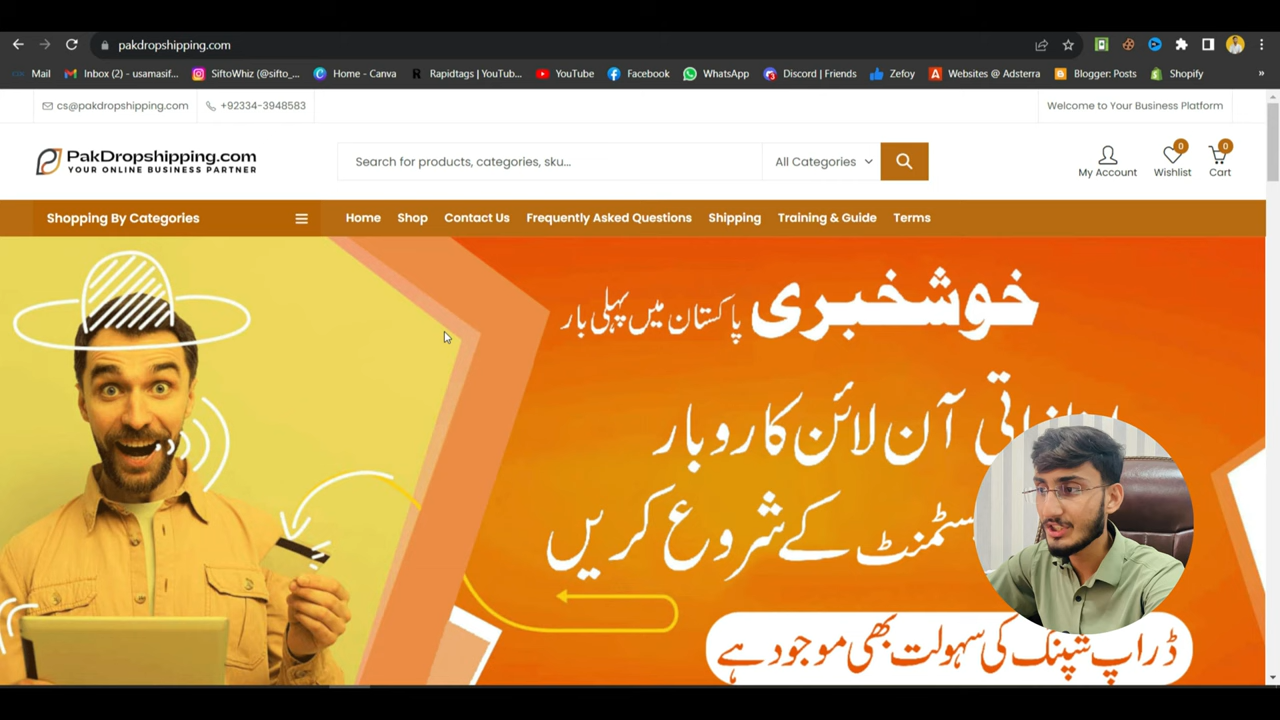 pakdropshipping.com
Mail
Inbox (2) - usamasif...
SiftoWhiz (@sifto_...
Home - Canva
Rapidtags | YouTub...
YouTube
Facebook
WhatsApp
Discord | Friends
Zefoy
Websites @ Adsterra
Blogger: Posts
Shopify
cs@pakdropshipping.com
+92334-3948583
Welcome to Your Business Platform
PakDropshipping.com
YOUR ONLINE BUSINESS PARTNER
Search for products, categories, sku...
All Categories
My Account
0
Wishlist
0
Cart
Shopping By Categories
Home
Shop
Contact Us
Frequently Asked Questions
Shipping
Training & Guide
Terms
خوشخبری پاکستان میں پہلی بار
آن لائن کاروبار
کے شروع کریں
ڈراپ شپنگ کی سہولت بھی موجود ہے